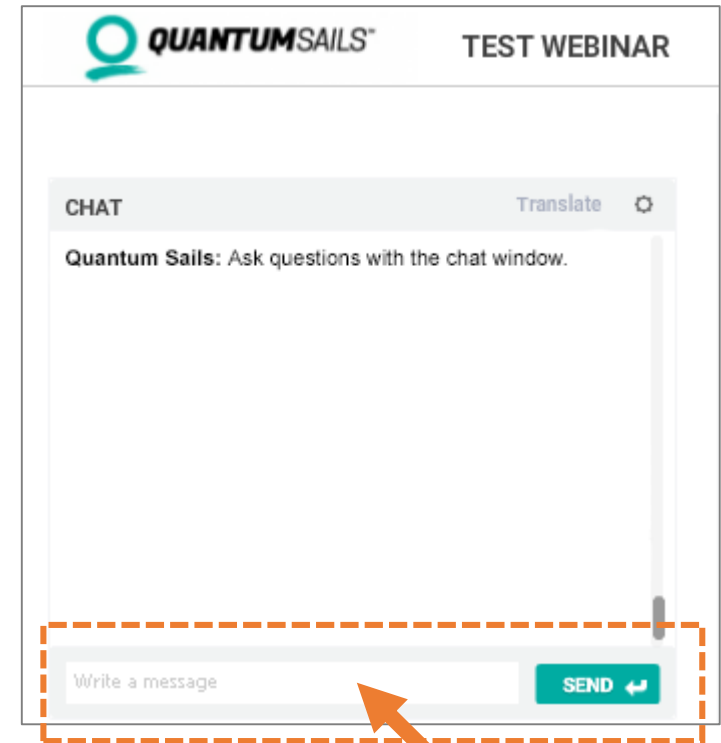 QUANTUMSAILS™ TEST WEBINAR
CHAT Translate
Quantum Sails: Ask questions with the chat window.
Write a message SEND